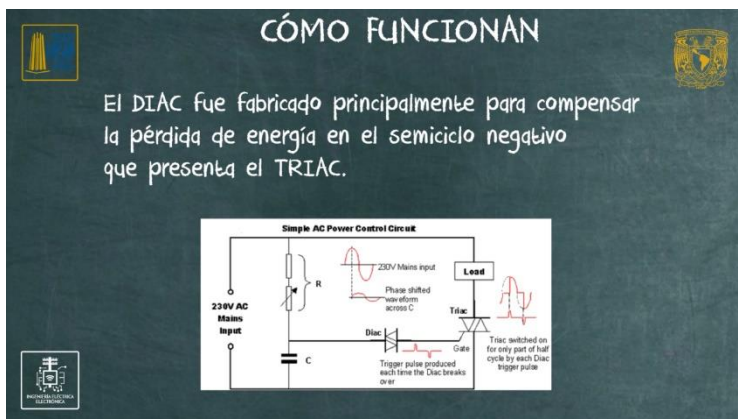 CÓMO FUNCIONAN
El DIAC fue fabricado principalmente para compensar
la pérdida de energía en el semiciclo negativo
que presenta el TRIAC.
Simple AC Power Control Circuit
R
230V Mains input
Phase shifted
waveform
across C
Load
230V AC
Mains
Input
Triac
Diac
Gate
C
Trigger pulse produced
each time the Diac breaks
over
Triac switched on
for only part of half
cycle by each Diac
trigger pulse
INGENIERÍA ELÉCTRICA
ELECTRÓNICA